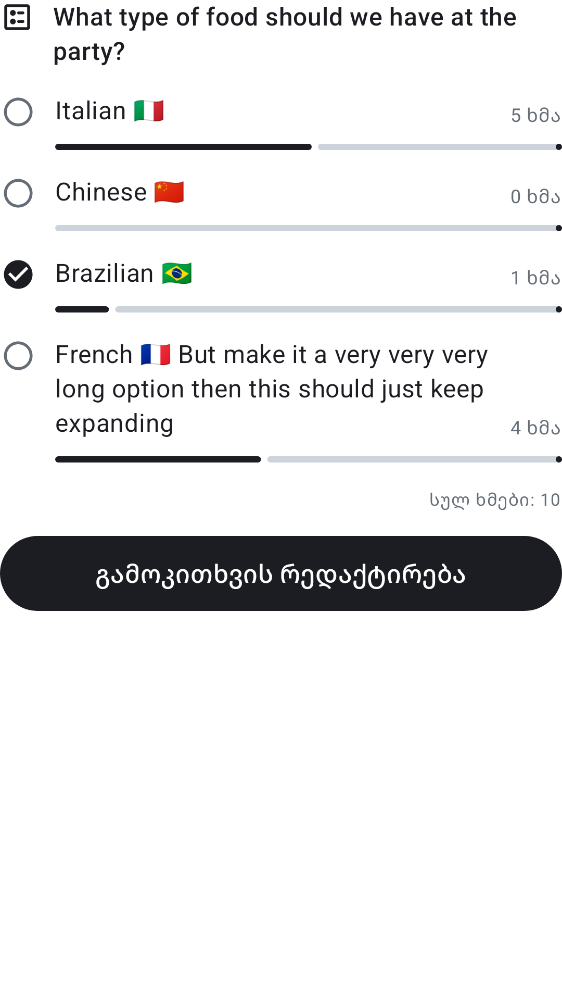 What type of food should we have at the
party?
Italian 🇮🇹
5 ხმა
Chinese 🇨🇳
0 ხმა
Brazilian 🇧🇷
1 ხმა
French 🇫🇷 But make it a very very very
long option then this should just keep
expanding
4 ხმა
სულ ხმები: 10
გამოკითხვის რედაქტირება